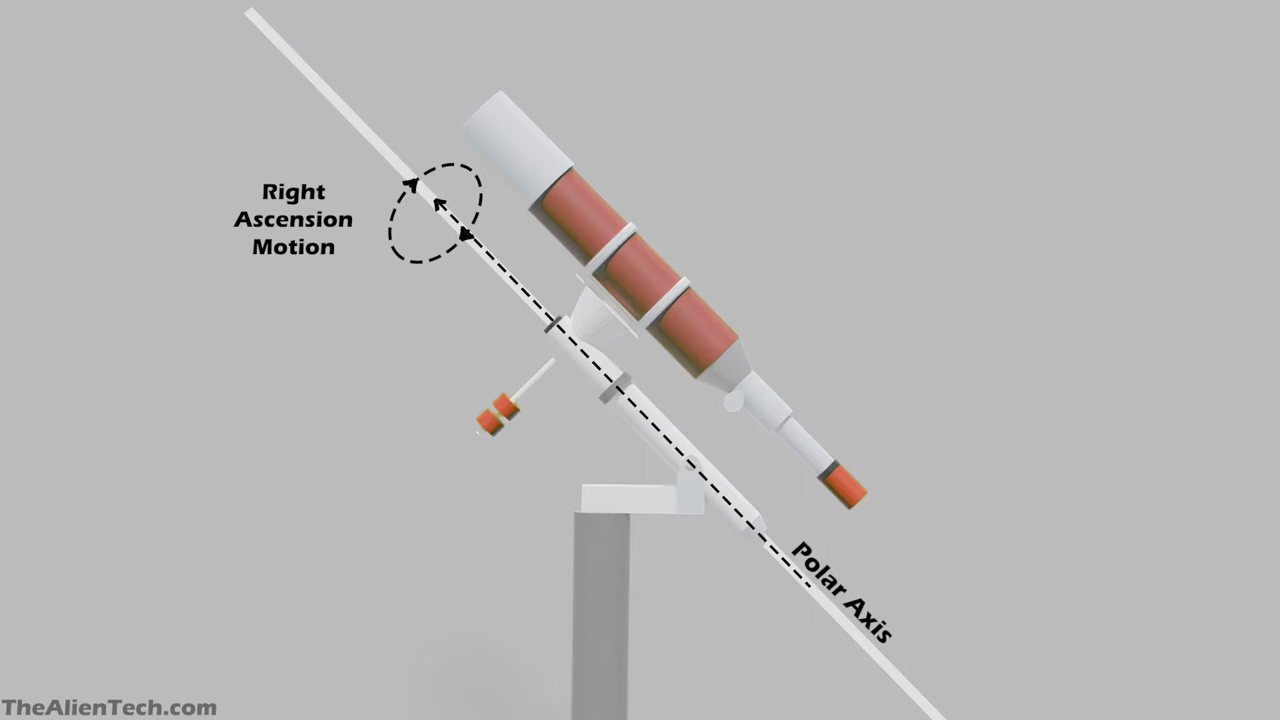 Right
Ascension
Motion
Polar Axis
TheAlienTech.com